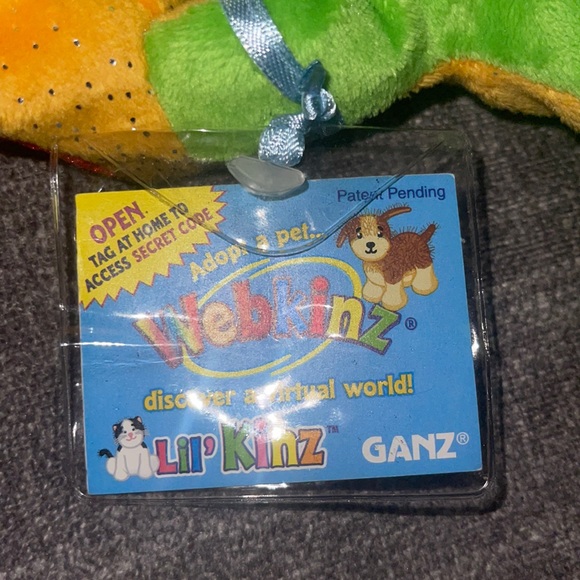 Patent Pending
OPEN
TAG AT HOME TO
ACCESS SECRET CODE
Adopt a pet...
Webkinz®
discover a virtual world!
Lil' Kinz™
GANZ®